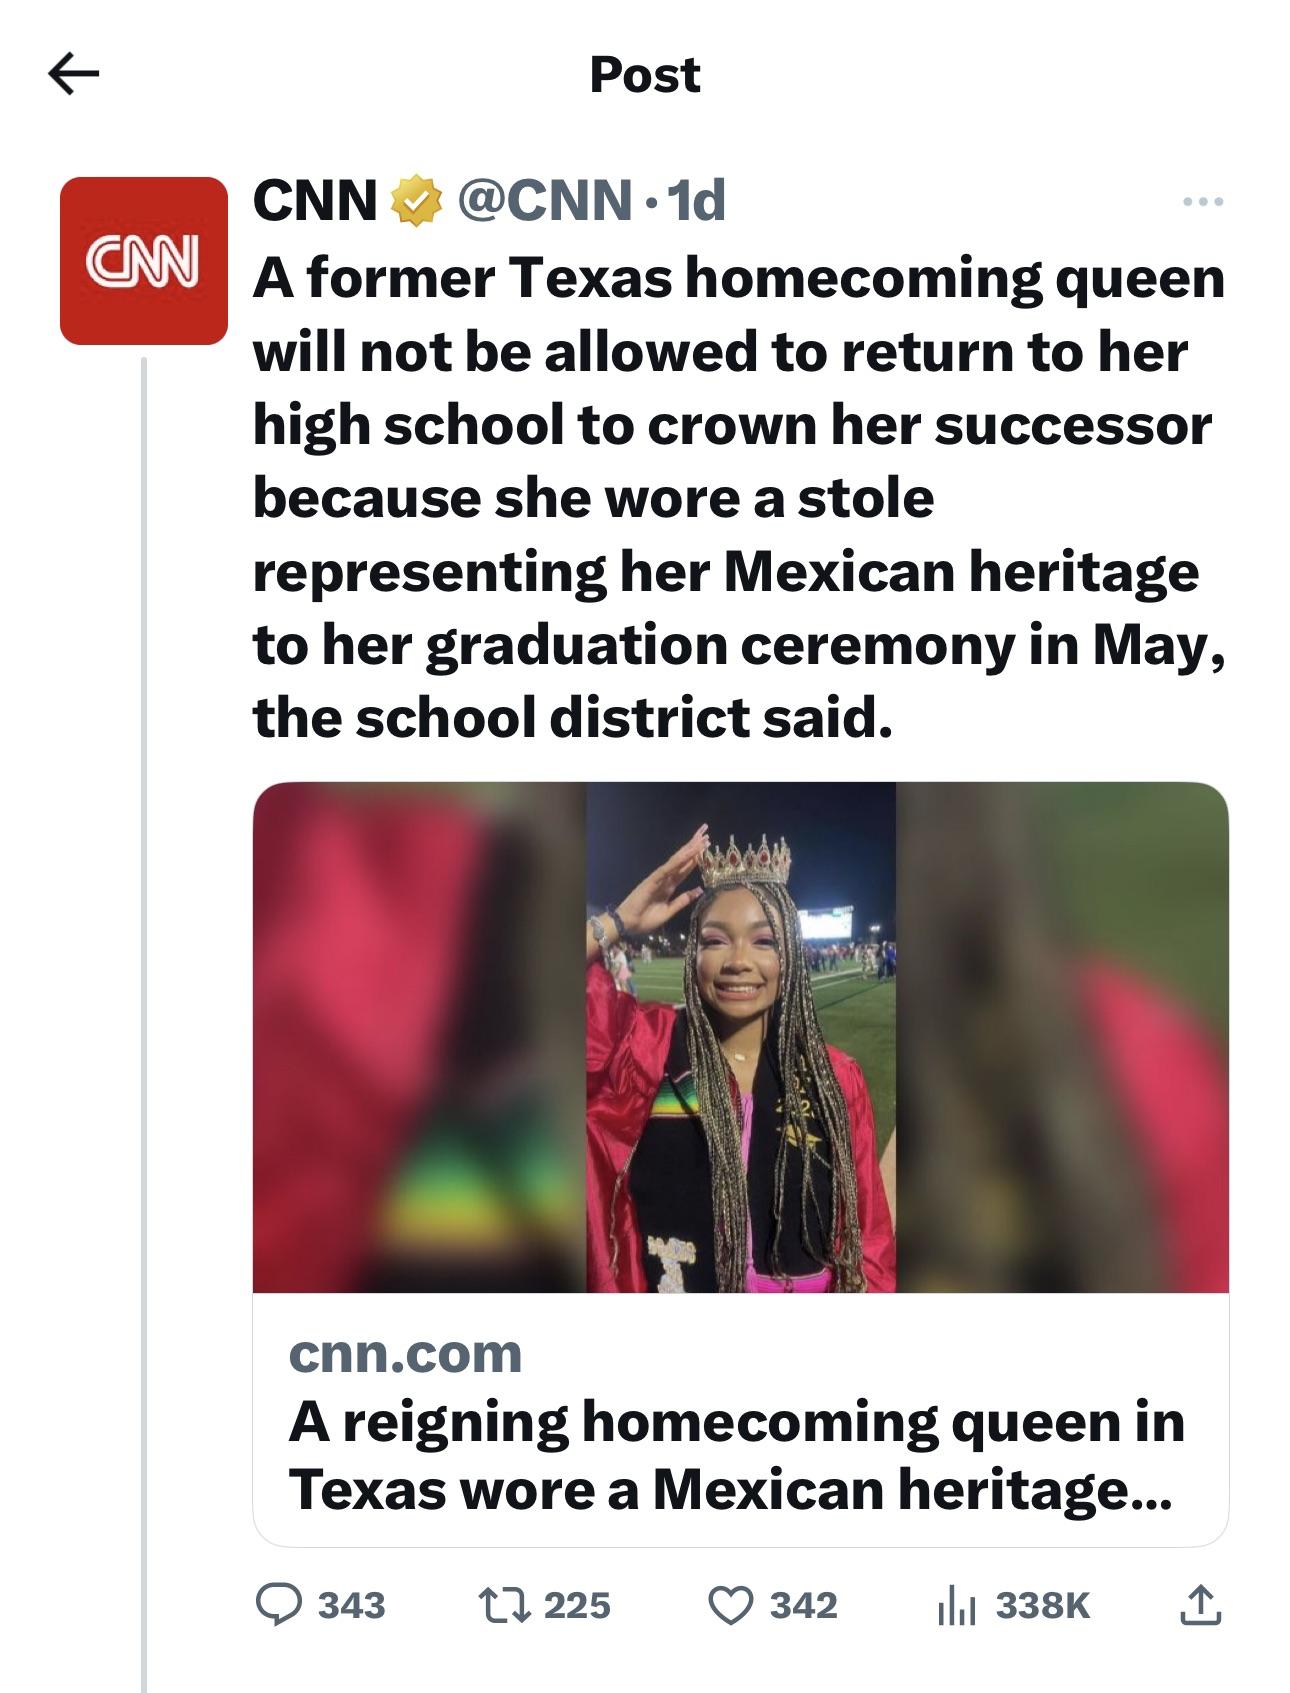 Post
CNN
CNN @CNN · 1d
A former Texas homecoming queen
will not be allowed to return to her
high school to crown her successor
because she wore a stole
representing her Mexican heritage
to her graduation ceremony in May,
the school district said.
cnn.com
A reigning homecoming queen in
Texas wore a Mexican heritage...
343 225 342 338K